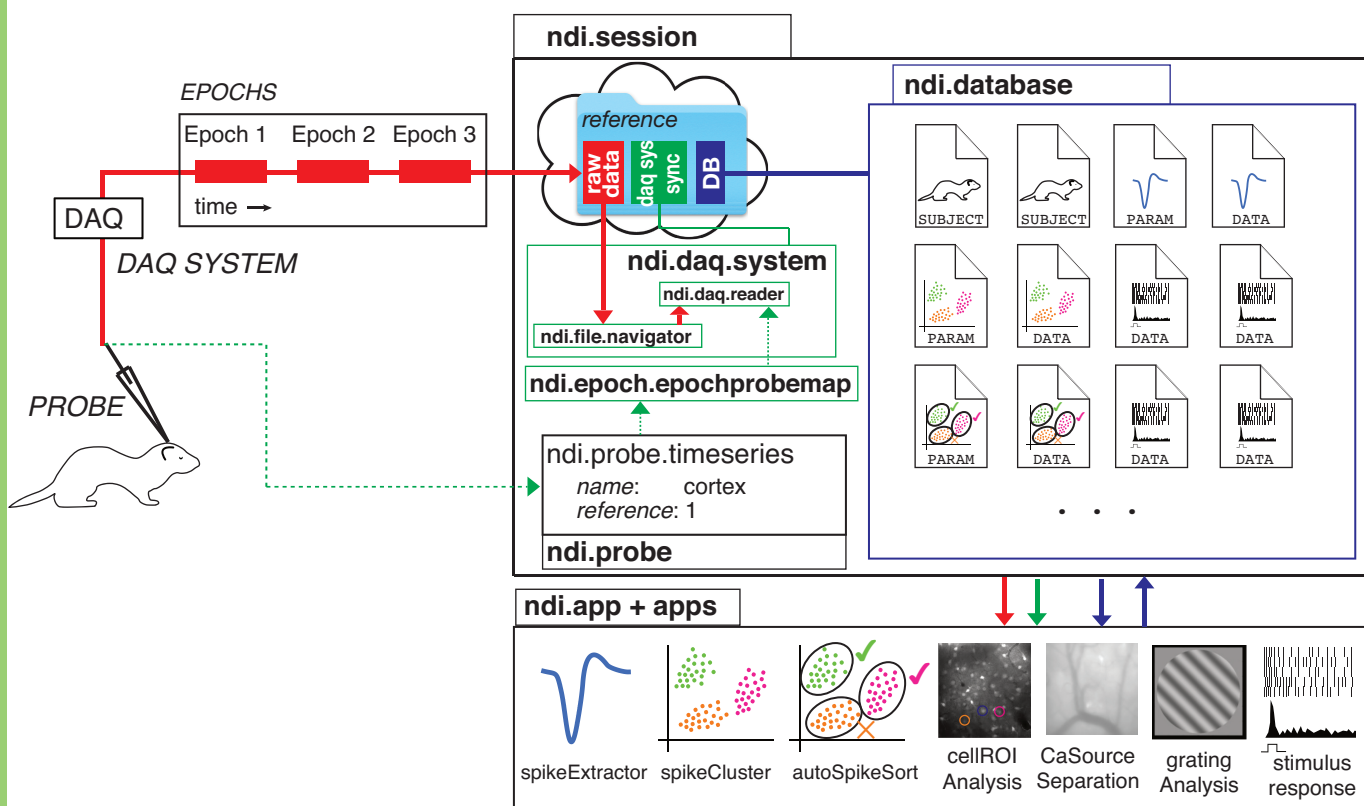 ndi.session
EPOCHS
Epoch 1 Epoch 2 Epoch 3
time
DAQ
DAQ SYSTEM
PROBE
reference
raw
data
daq sys
sync
DB
ndi.daq.system
ndi.daq.reader
ndi.file.navigator
ndi.epoch.epochprobemap
ndi.probe.timeseries
name: cortex
reference: 1
ndi.probe
ndi.database
SUBJECT SUBJECT PARAM DATA
PARAM DATA DATA DATA
PARAM DATA DATA DATA
. . .
ndi.app + apps
spikeExtractor
spikeCluster
autoSpikeSort
cellROI
Analysis
CaSource
Separation
grating
Analysis
stimulus
response